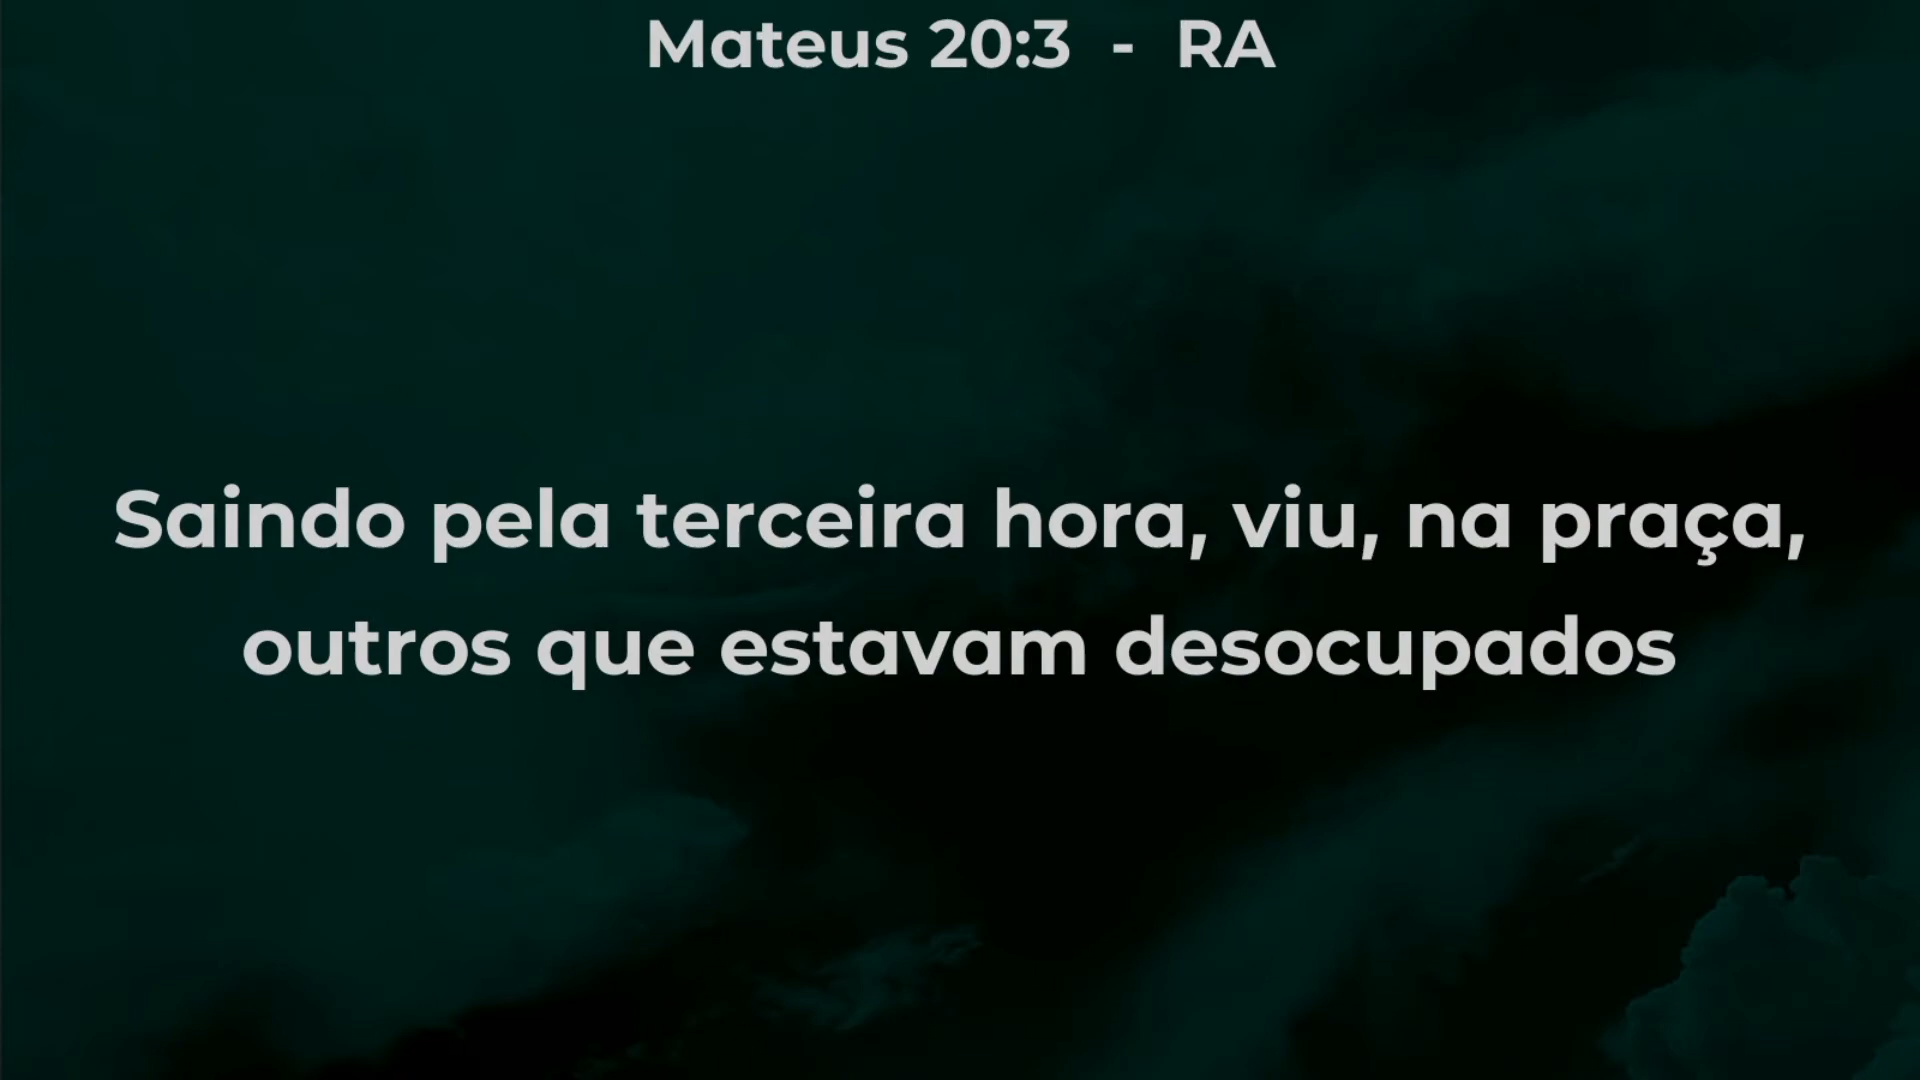 Mateus 20:3 - RA
Saindo pela terceira hora, viu, na praça,
outros que estavam desocupados